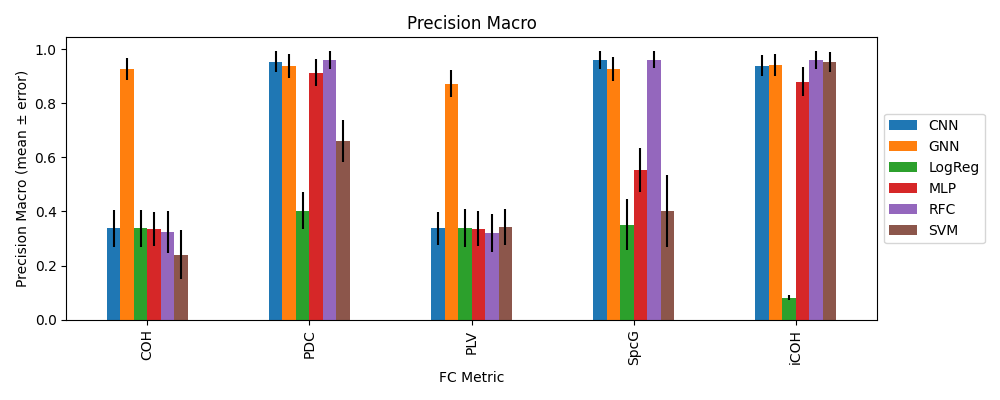 Precision Macro
Precision Macro (mean ± error)
1.0
0.8
0.6
0.4
0.2
0.0
COH
PDC
PLV
SpcG
iCOH
FC Metric
CNN
GNN
LogReg
MLP
RFC
SVM